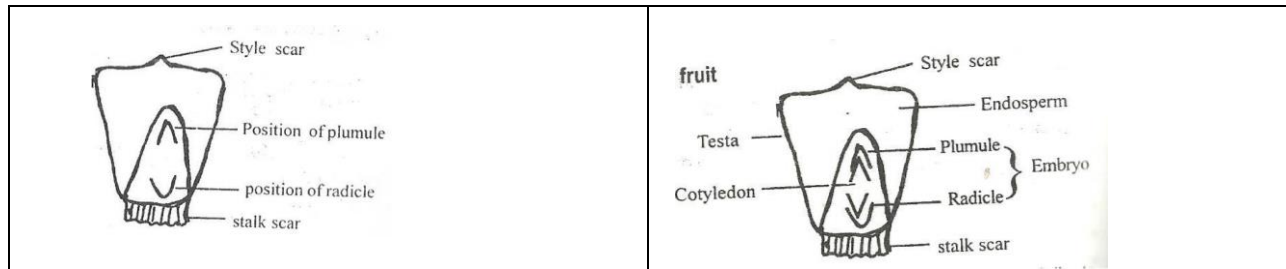 Style scar
Position of plumule
position of radicle
stalk scar
fruit
Style scar
Endosperm
Testa
Plumule
Embryo
Cotyledon
Radicle
stalk scar